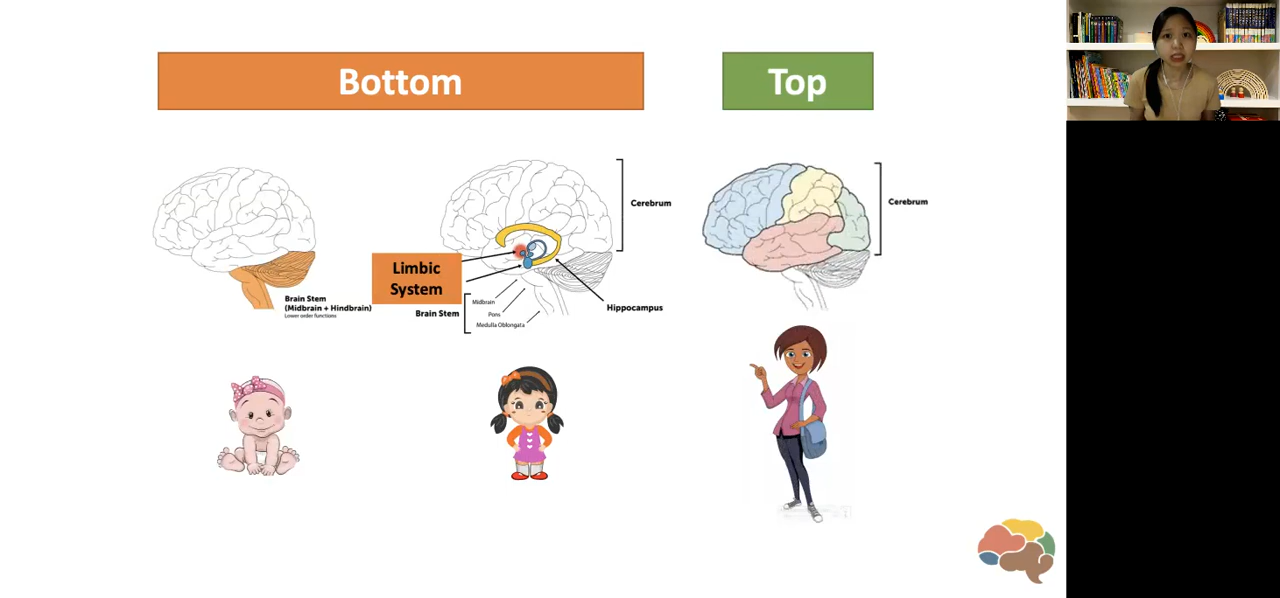 Bottom
Top
Cerebrum
Cerebrum
Limbic
System
Brain Stem
(Midbrain + Hindbrain)
Lower order functions
Midbrain
Brain Stem
Pons
Medulla Oblongata
Hippocampus